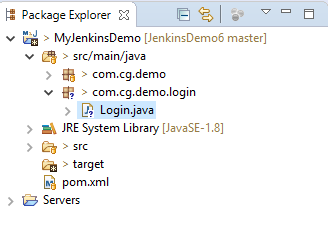 Package Explorer
> MyJenkinsDemo [JenkinsDemo6 master]
> src/main/java
> com.cg.demo
> com.cg.demo.login
> Login.java
JRE System Library [JavaSE-1.8]
> src
> target
pom.xml
Servers